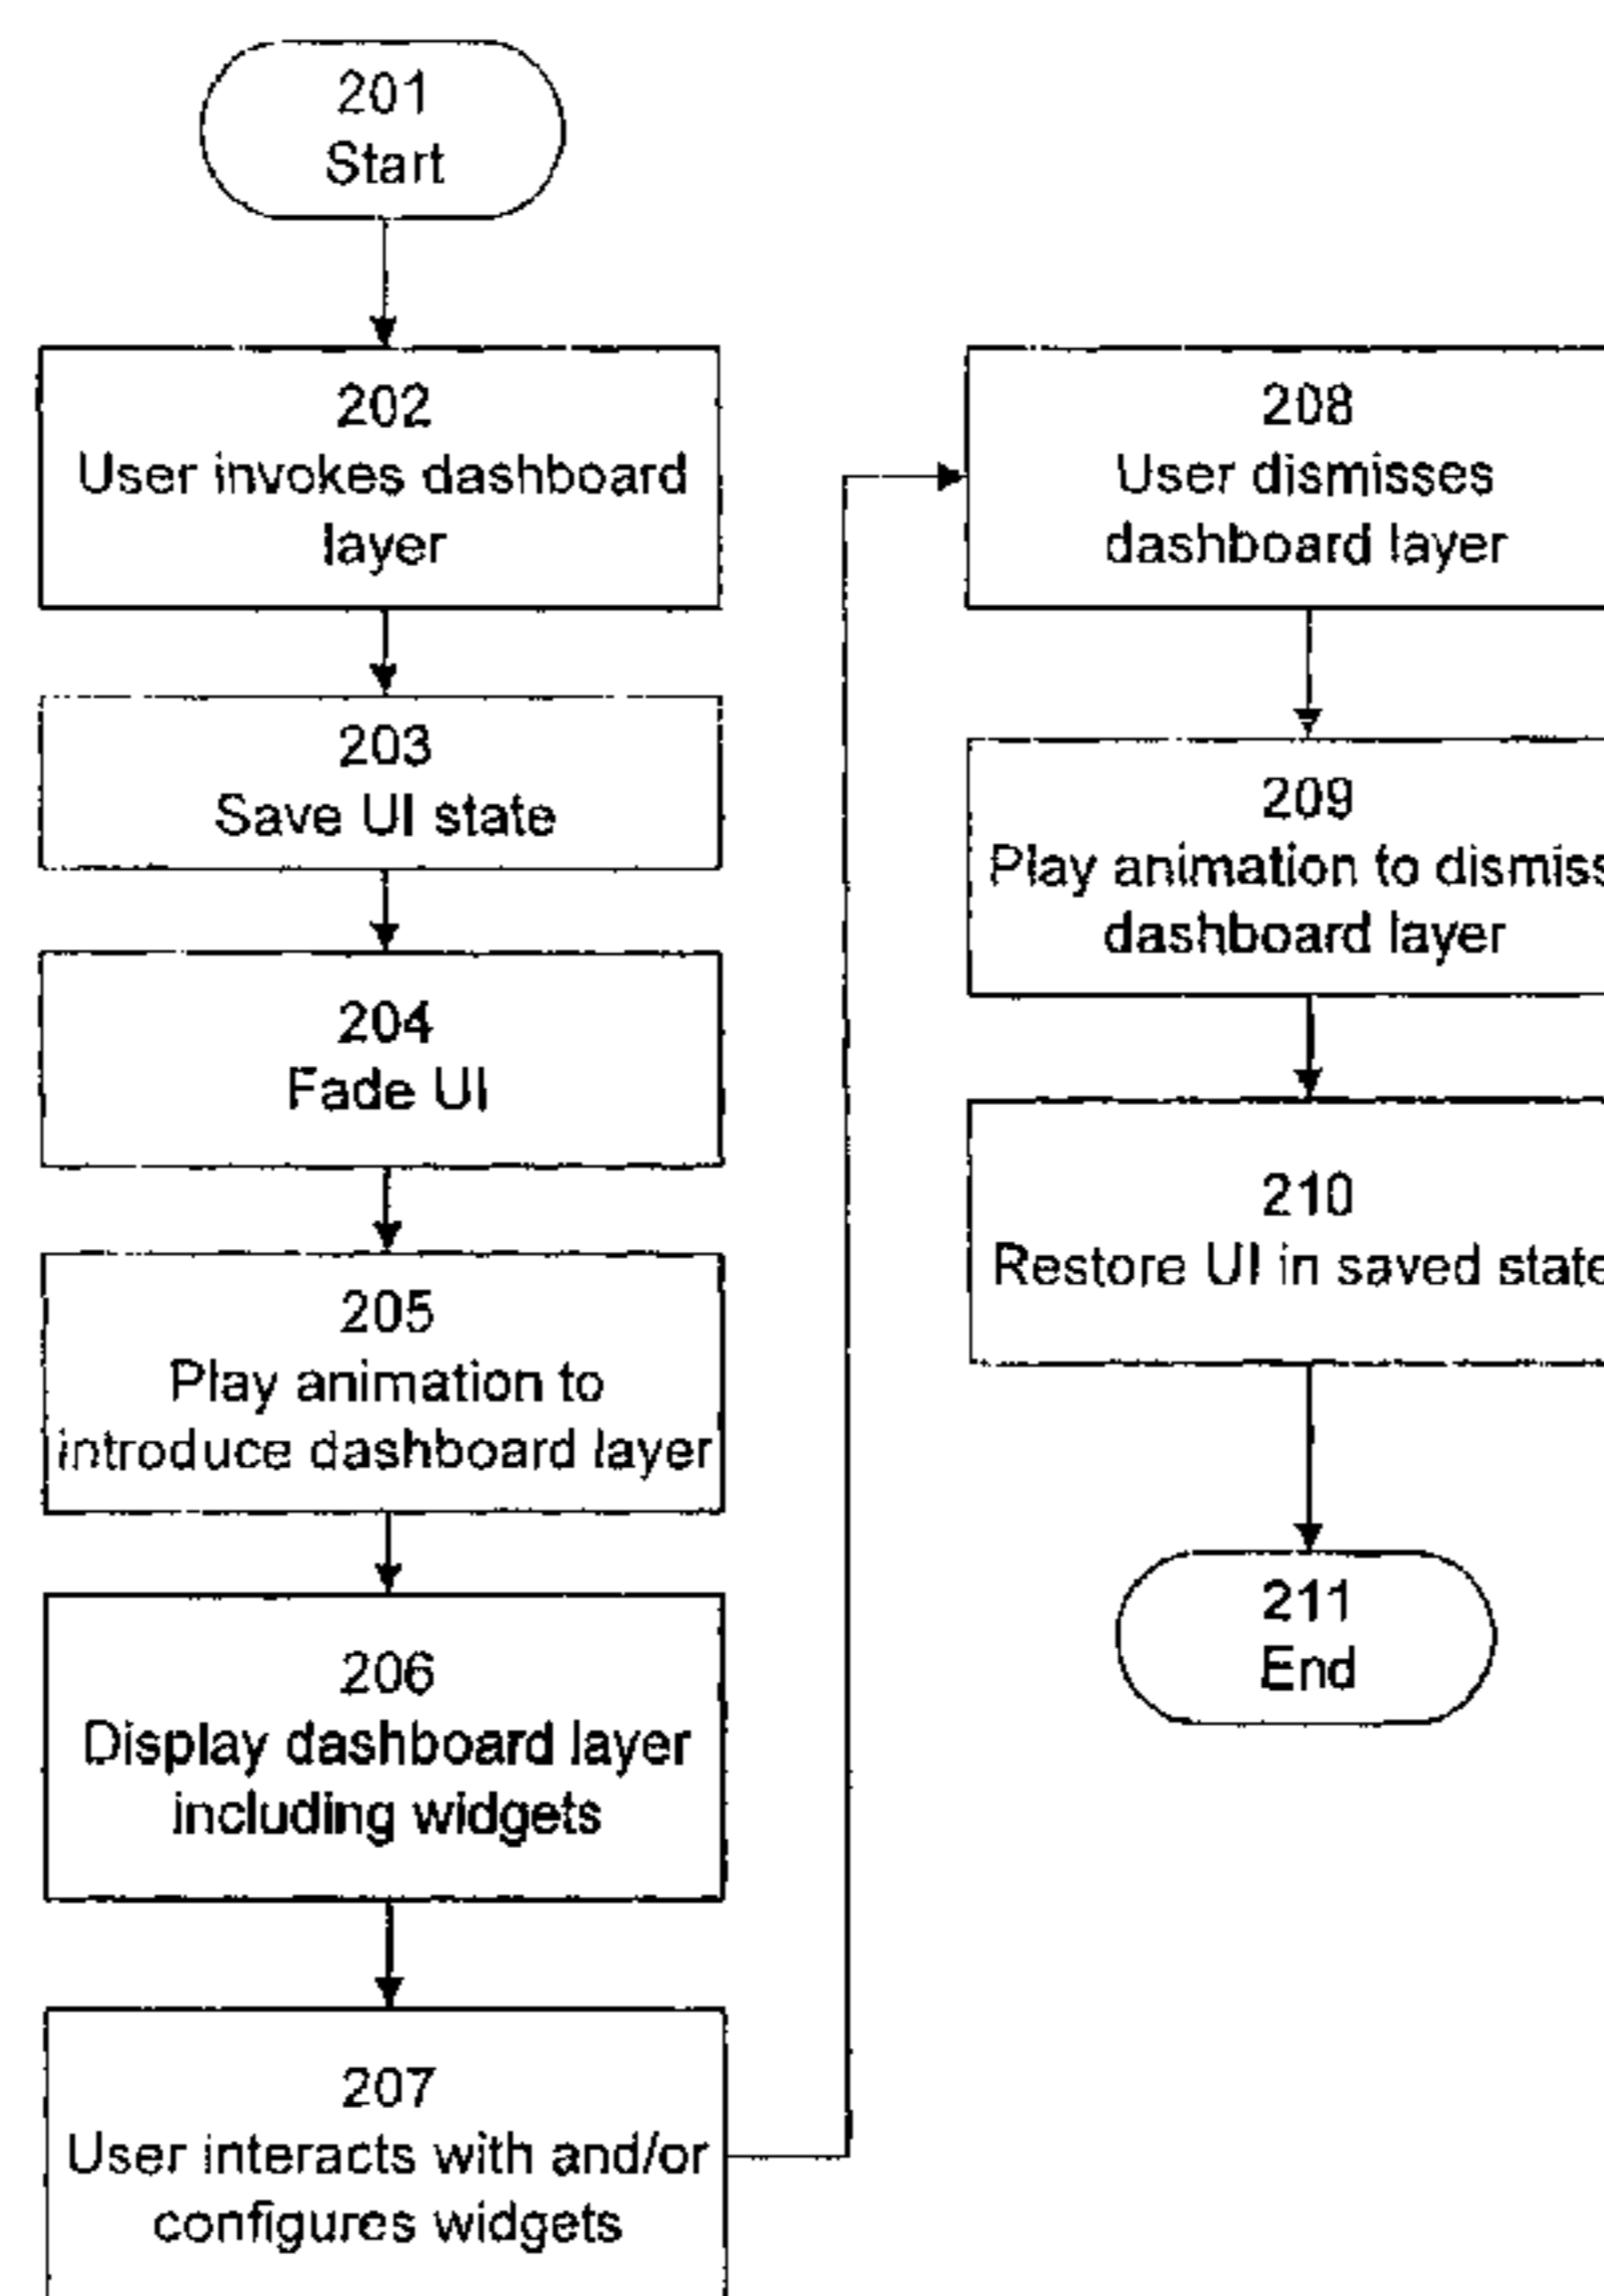 201
Start
202
User invokes dashboard
layer
203
Save UI state
204
Fade UI
205
Play animation to
introduce dashboard layer
206
Display dashboard layer
including widgets
207
User interacts with and/or
configures widgets
208
User dismisses
dashboard layer
209
Play animation to dismiss
dashboard layer
210
Restore UI in saved state
211
End